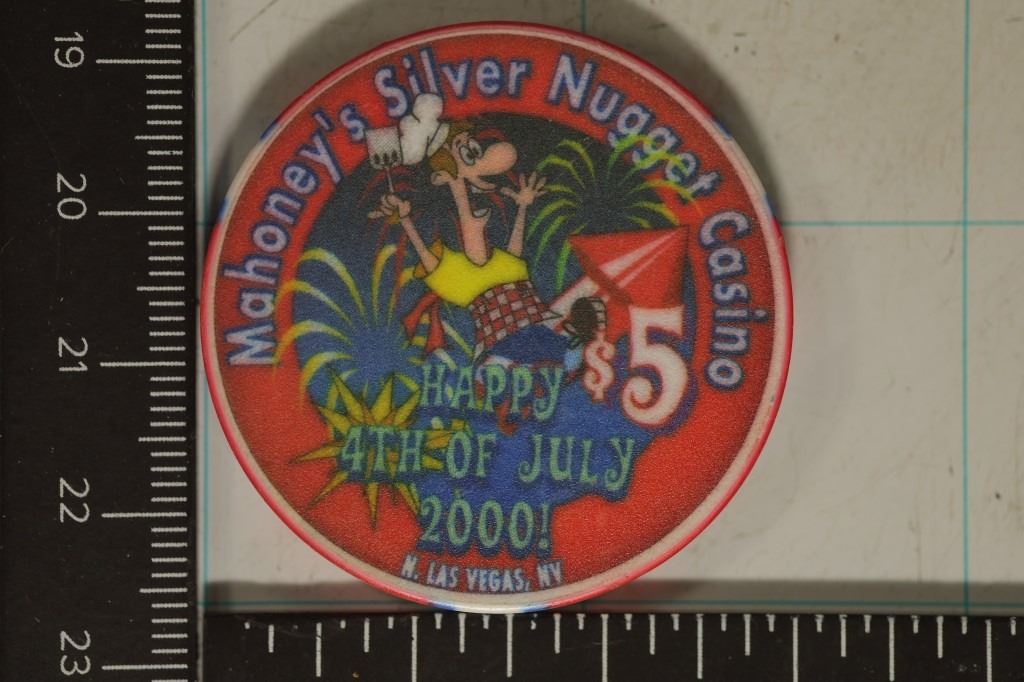 Mahoney's Silver Nugget Casino
$5
HAPPY
4TH OF JULY
2000!
N. LAS VEGAS, NV
19
20
21
22
23